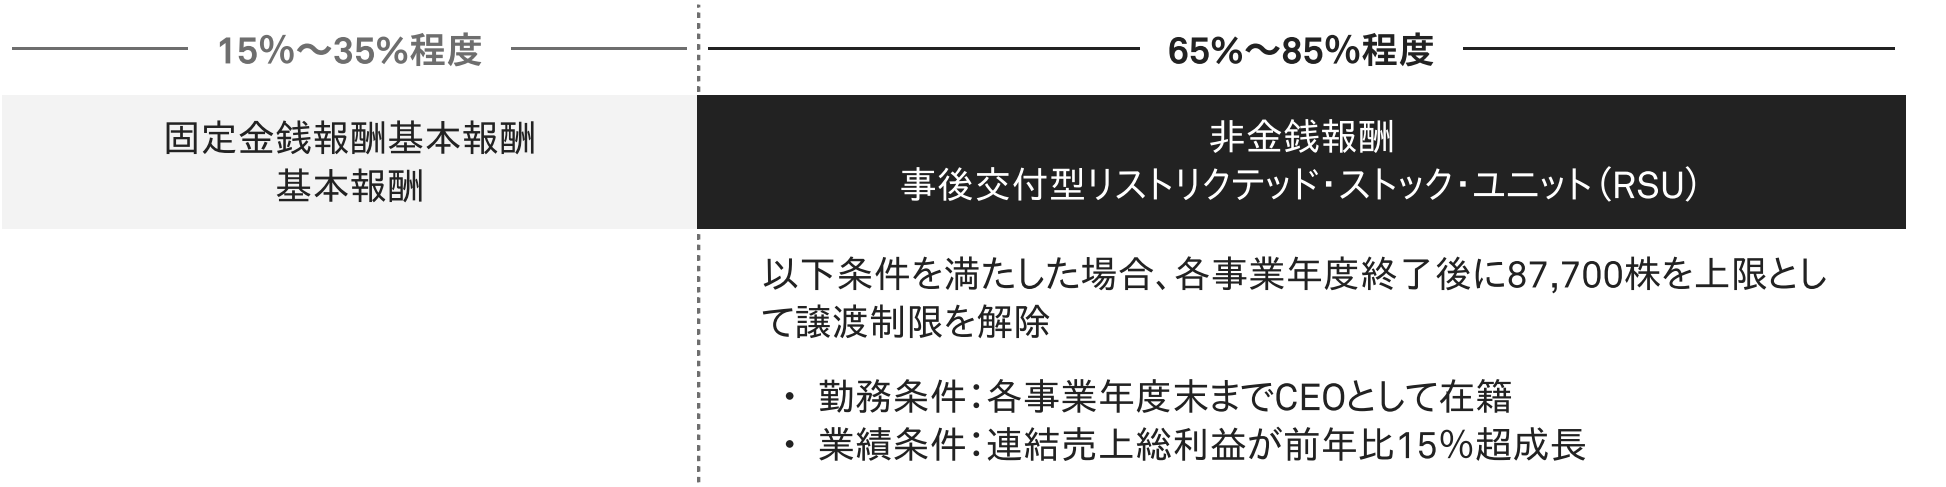 15%〜35%程度
65%〜85%程度
固定金銭報酬基本報酬
基本報酬
非金銭報酬
事後交付型リストリクテッド・ストック・ユニット（RSU）
以下条件を満たした場合、各事業年度終了後に87,700株を上限とし
て譲渡制限を解除
・ 勤務条件：各事業年度末までCEOとして在籍
・ 業績条件：連結売上総利益が前年比15%超成長